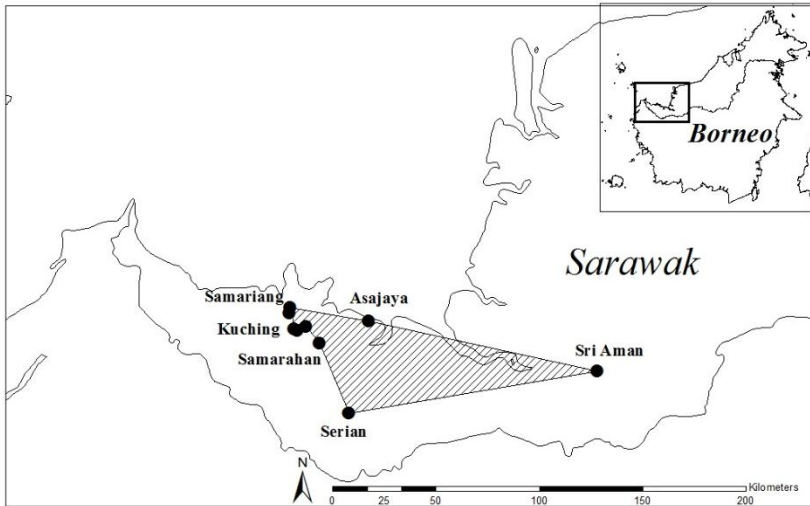 Borneo
Sarawak
Samariang
Asajaya
Kuching
Samarahan
Sri Aman
Serian
N
Kilometers
0 25 50 100 150 200